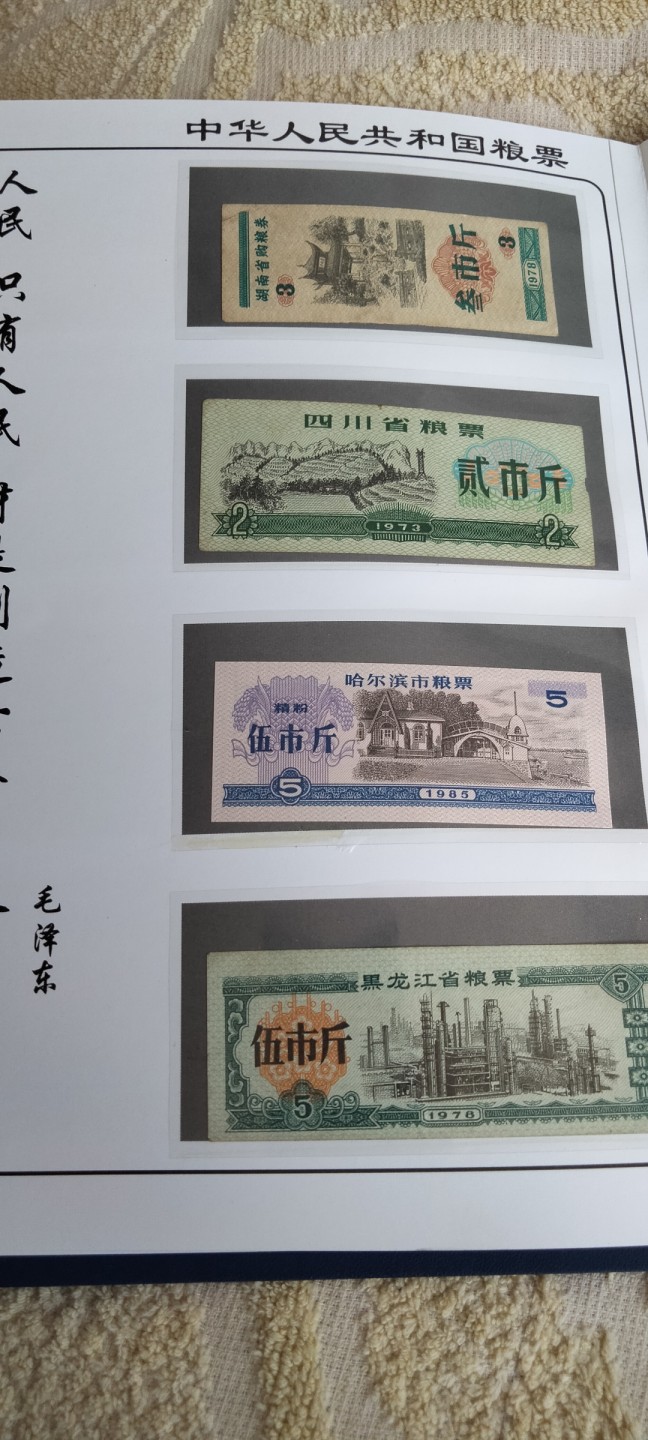 中华人民共和国粮票
湖南省购粮券
3
叁市斤
3
1978
四川省粮票
贰市斤
2
1973
2
哈尔滨市粮票
精粉
5
伍市斤
5
1985
黑龙江省粮票
5
伍市斤
5
1978
人民 只有人民
毛泽东